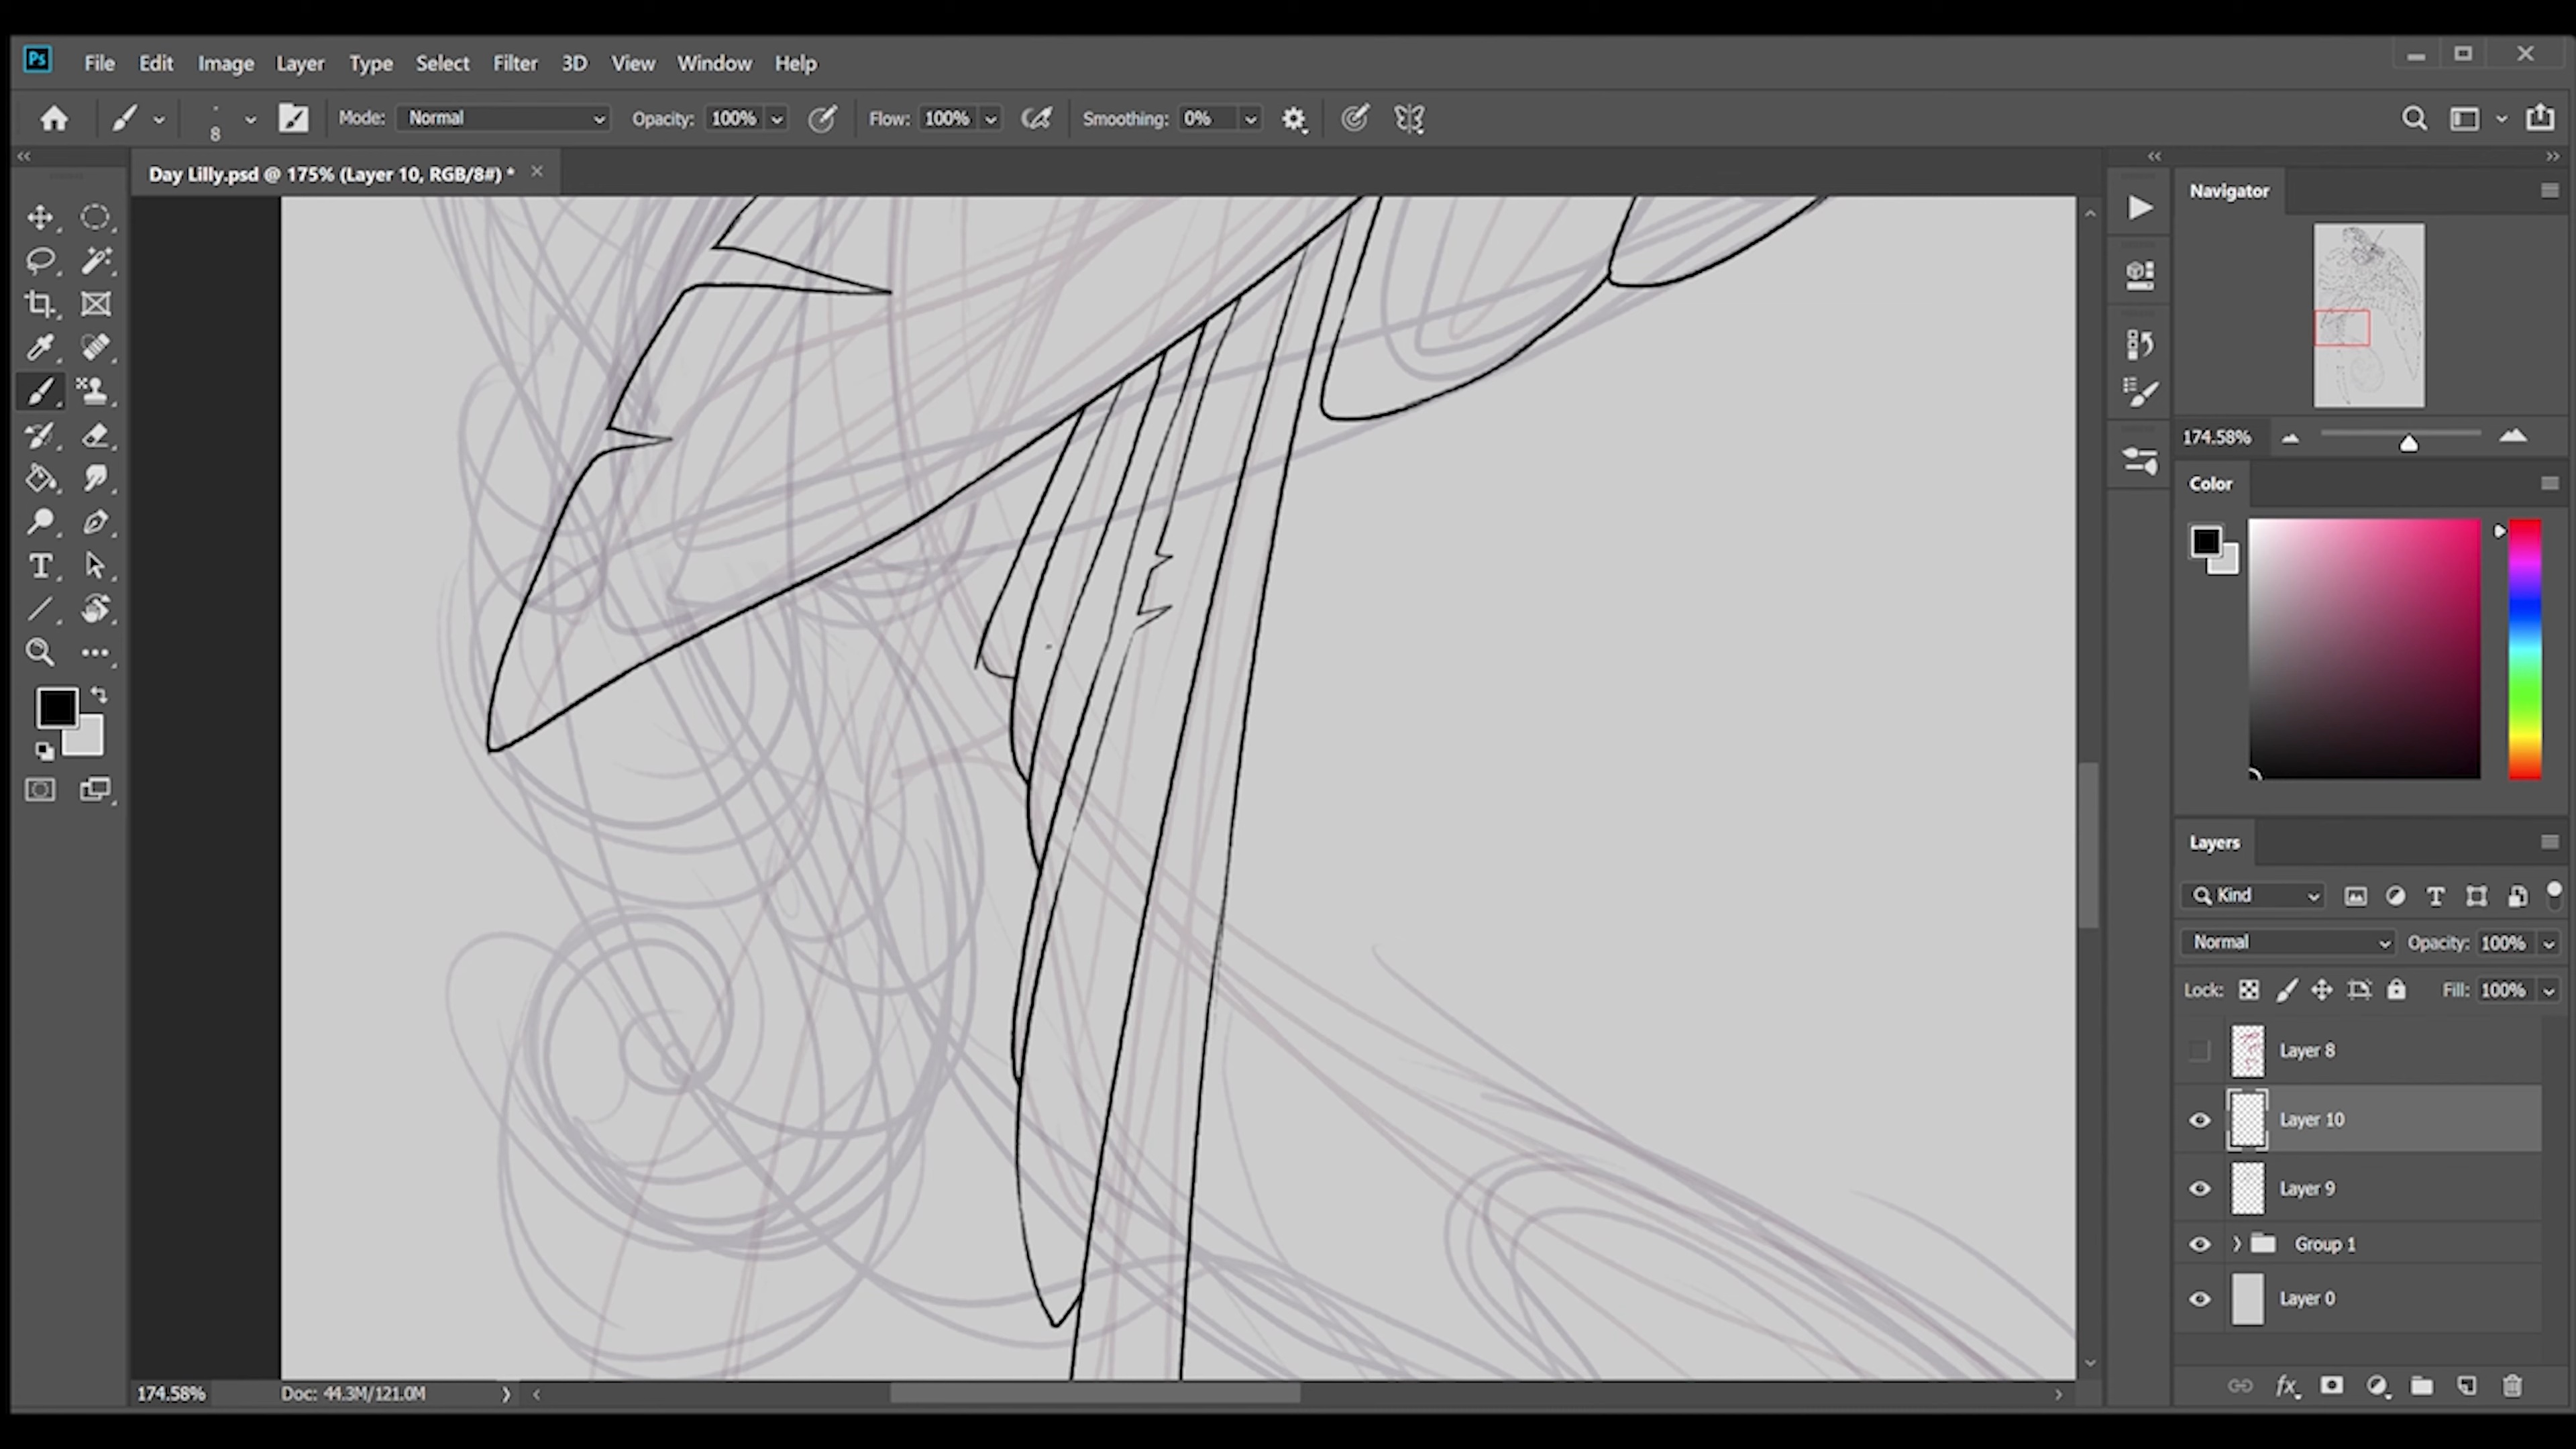 Ps File Edit Image Layer Type Select Filter 3D View Window Help
8 Mode: Normal Opacity: 100% Flow: 100% Smoothing: 0%
Day Lilly.psd @ 175% (Layer 10, RGB/8#) *
Navigator
174.58%
Color
Layers
Kind
Normal Opacity: 100%
Lock: Fill: 100%
Layer 8
Layer 10
Layer 9
Group 1
Layer 0
174.58% Doc: 44.3M/121.0M
fx